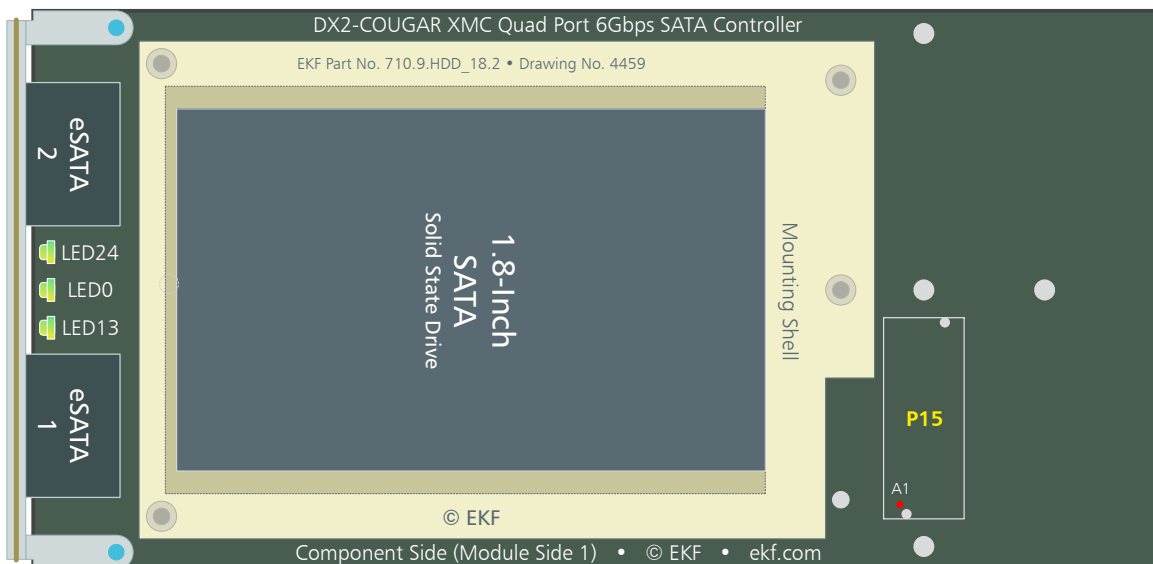 DX2-COUGAR XMC Quad Port 6Gbps SATA Controller
EKF Part No. 710.9.HDD_18.2 • Drawing No. 4459
eSATA
2
LED24
LED0
LED13
eSATA
1
1.8-Inch
SATA
Solid State Drive
Mounting Shell
P15
A1
© EKF
Component Side (Module Side 1) • © EKF • ekf.com